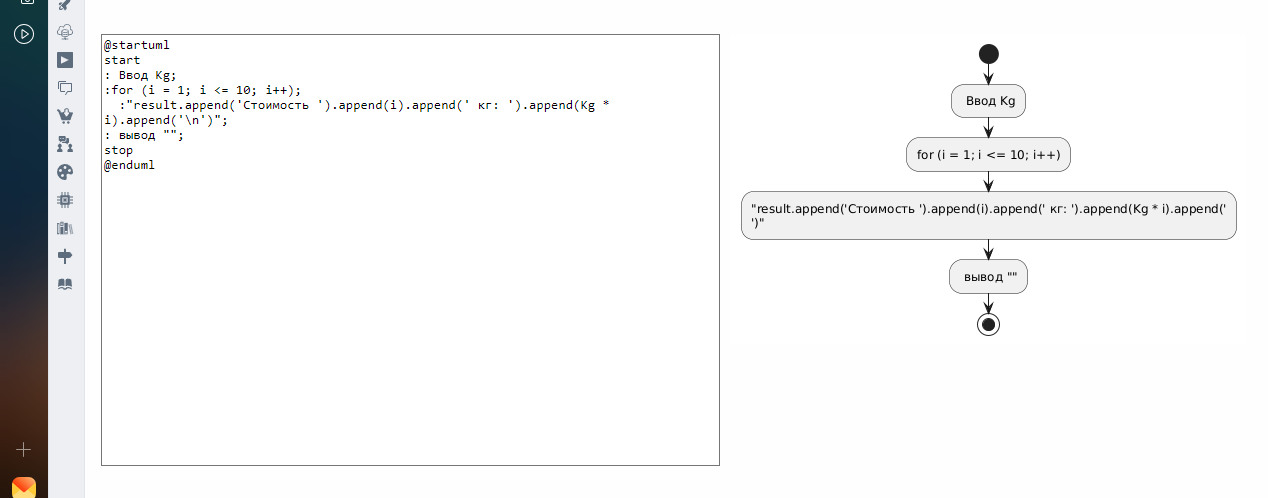 @startuml
start
: Ввод Kg;
:for (i = 1; i <= 10; i++);
:"result.append('Стоимость ').append(i).append(' кг: ').append(Kg *
i).append('\n')";
: вывод "";
stop
@enduml
Ввод Kg
for (i = 1; i <= 10; i++)
"result.append('Стоимость ').append(i).append(' кг: ').append(Kg * i).append('
')"
вывод ""